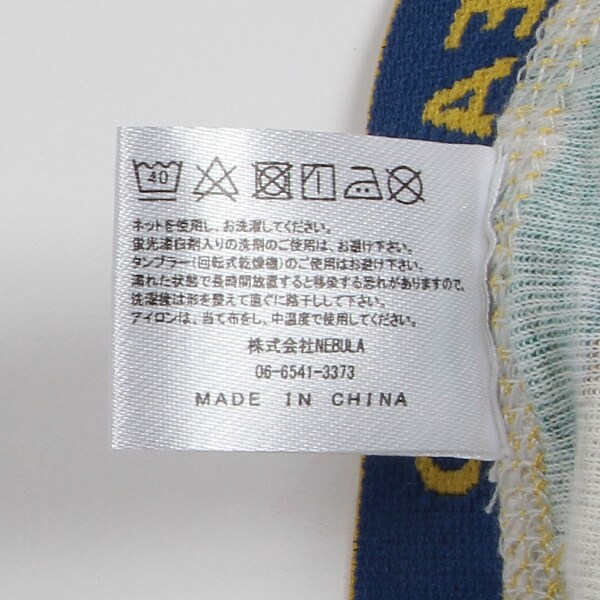 40
ネットを使用し、お洗濯してください。
蛍光漂白剤入りの洗剤のご使用は、お避け下さい。
タンブラー(回転式乾燥機)のご使用はお避け下さい。
濡れた状態で長時間放置すると移染する恐れがありますので、
洗濯後は形を整えて直ぐに陰干しして下さい。
アイロンは、当て布をし、中温度で使用してください。
株式会社NEBULA
06-6541-3373
MADE IN CHINA